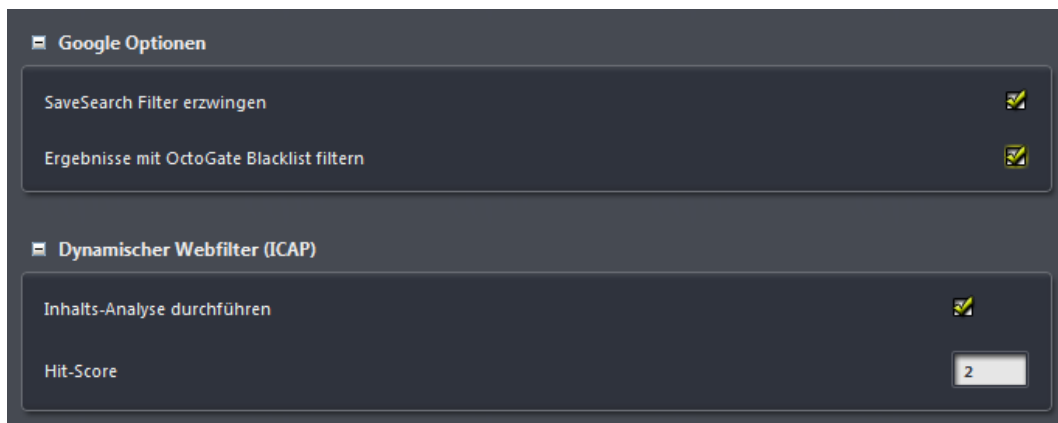 Google Optionen
SaveSearch Filter erzwingen
Ergebnisse mit OctoGate Blacklist filtern
Dynamischer Webfilter (ICAP)
Inhalts-Analyse durchführen
Hit-Score 2